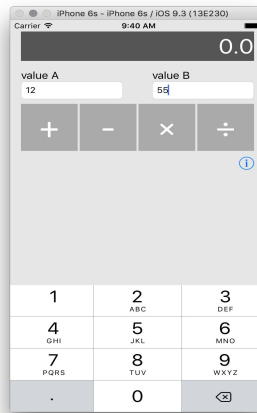 iPhone 6s - iPhone 6s / iOS 9.3 (13E230)
Carrier 9:40 AM
0.0
value A value B
12 55
+ − × ÷
i
1 2 3
ABC DEF
4 5 6
GHI JKL MNO
7 8 9
PQRS TUV WXYZ
. 0